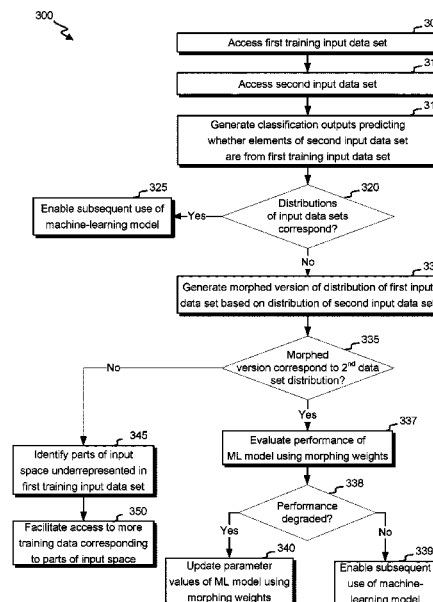 300
30
Access first training input data set
31
Access second input data set
31
Generate classification outputs predicting
whether elements of second input data set
are from first training input data set
325
Enable subsequent use of
machine-learning model
Yes
320
Distributions
of input data sets
correspond?
No
33
Generate morphed version of distribution of first input
data set based on distribution of second input data set
335
Morphed
version correspond to 2nd data
set distribution?
No
Yes
345
Identify parts of input
space underrepresented in
first training input data set
350
Facilitate access to more
training data corresponding
to parts of input space
337
Evaluate performance of
ML model using morphing weights
338
Performance
degraded?
Yes
No
340
Update parameter
values of ML model using
morphing weights
339
Enable subsequent
use of machine-
learning model